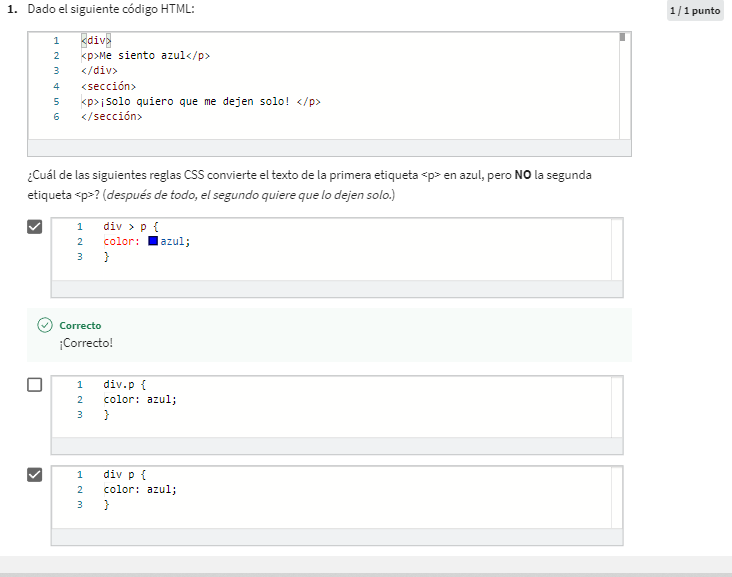 1. Dado el siguiente código HTML:
1 / 1 punto
1 <div>
2 <p>Me siento azul</p>
3 </div>
4 <sección>
5 <p>¡Solo quiero que me dejen solo! </p>
6 </sección>
¿Cuál de las siguientes reglas CSS convierte el texto de la primera etiqueta <p> en azul, pero NO la segunda
etiqueta <p>? (después de todo, el segundo quiere que lo dejen solo.)
1 div > p {
2 color: azul;
3 }
Correcto
¡Correcto!
1 div.p {
2 color: azul;
3 }
1 div p {
2 color: azul;
3 }